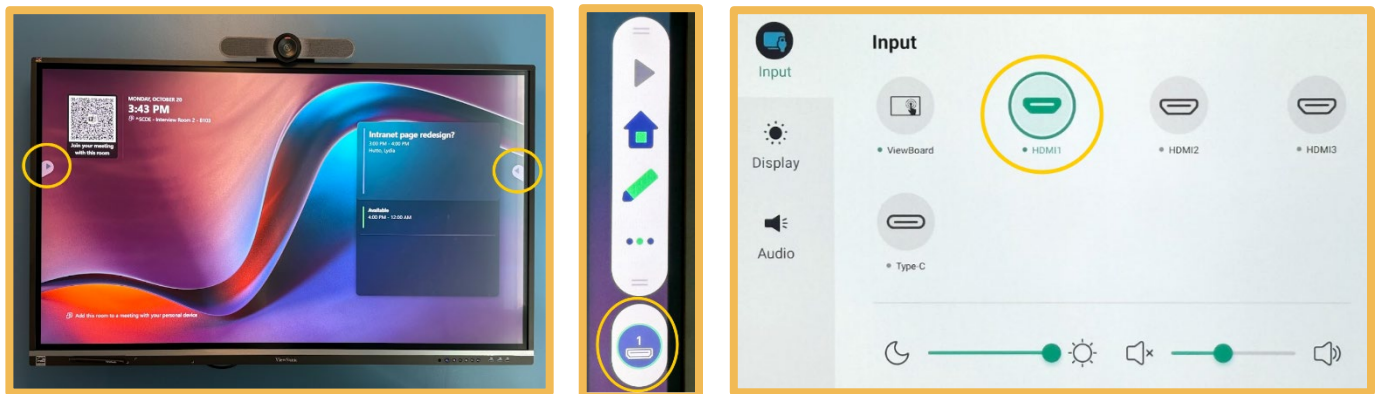 MONDAY, OCTOBER 20
3:43 PM
Join your meeting
with this room
Intranet page redesign?
3:00 PM - 4:00 PM
Hutto, Lydia
Available
4:00 PM - 12:00 AM
Add this room to a meeting with your personal device
ViewSonic
1
Input
Display
Audio
Input
ViewBoard
HDMI1
HDMI2
HDMI3
Type-C